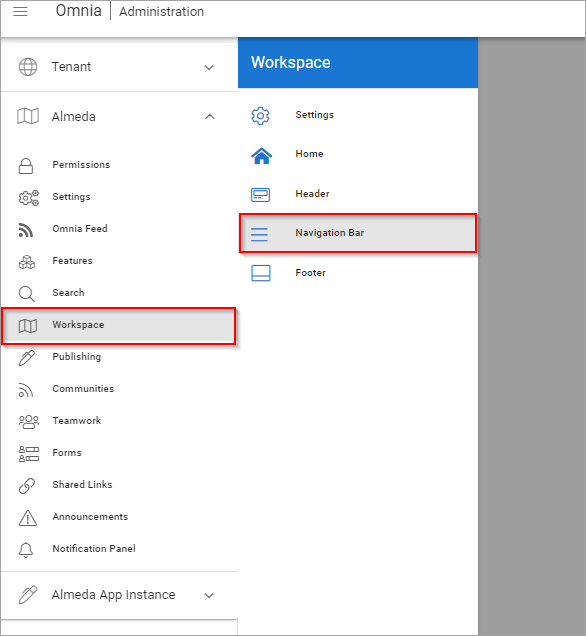 Omnia | Administration
Tenant
Almeda
Permissions
Settings
Omnia Feed
Features
Search
Workspace
Publishing
Communities
Teamwork
Forms
Shared Links
Announcements
Notification Panel
Almeda App Instance
Workspace
Settings
Home
Header
Navigation Bar
Footer